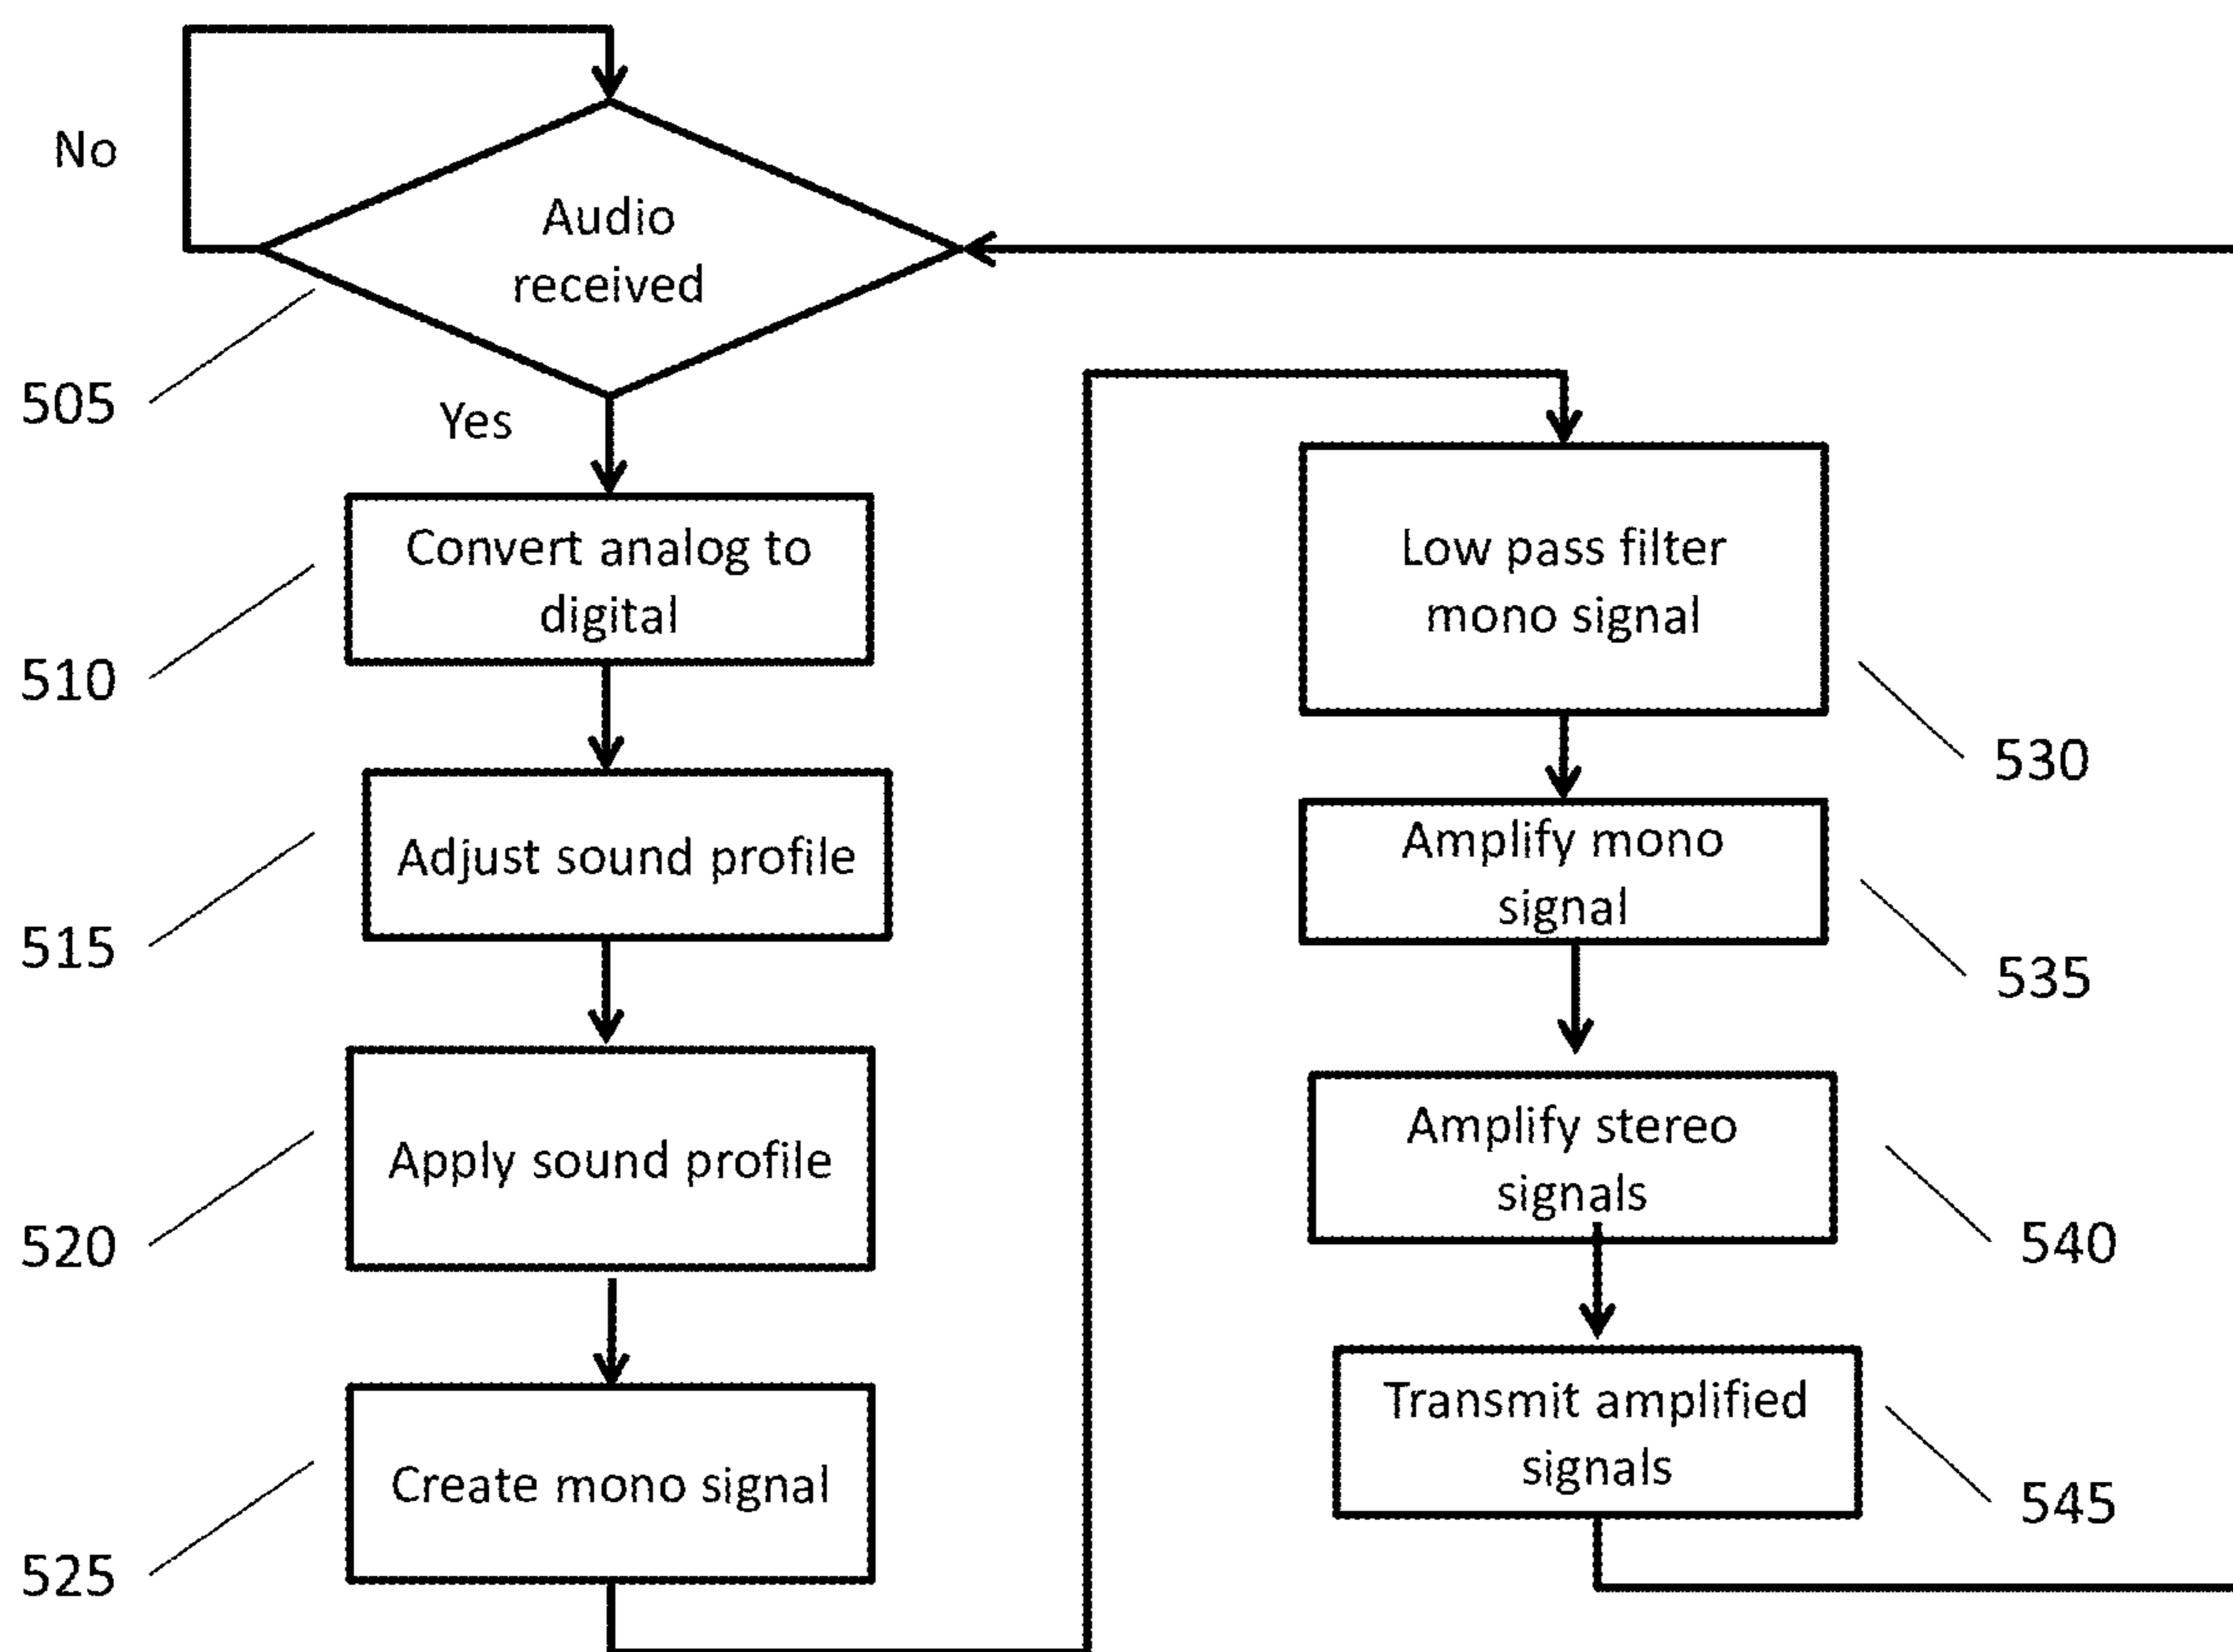 No
Audio
received
505
Yes
Convert analog to
digital
510
Adjust sound profile
515
Apply sound profile
520
Create mono signal
525
Low pass filter
mono signal
530
Amplify mono
signal
535
Amplify stereo
signals
540
Transmit amplified
signals
545